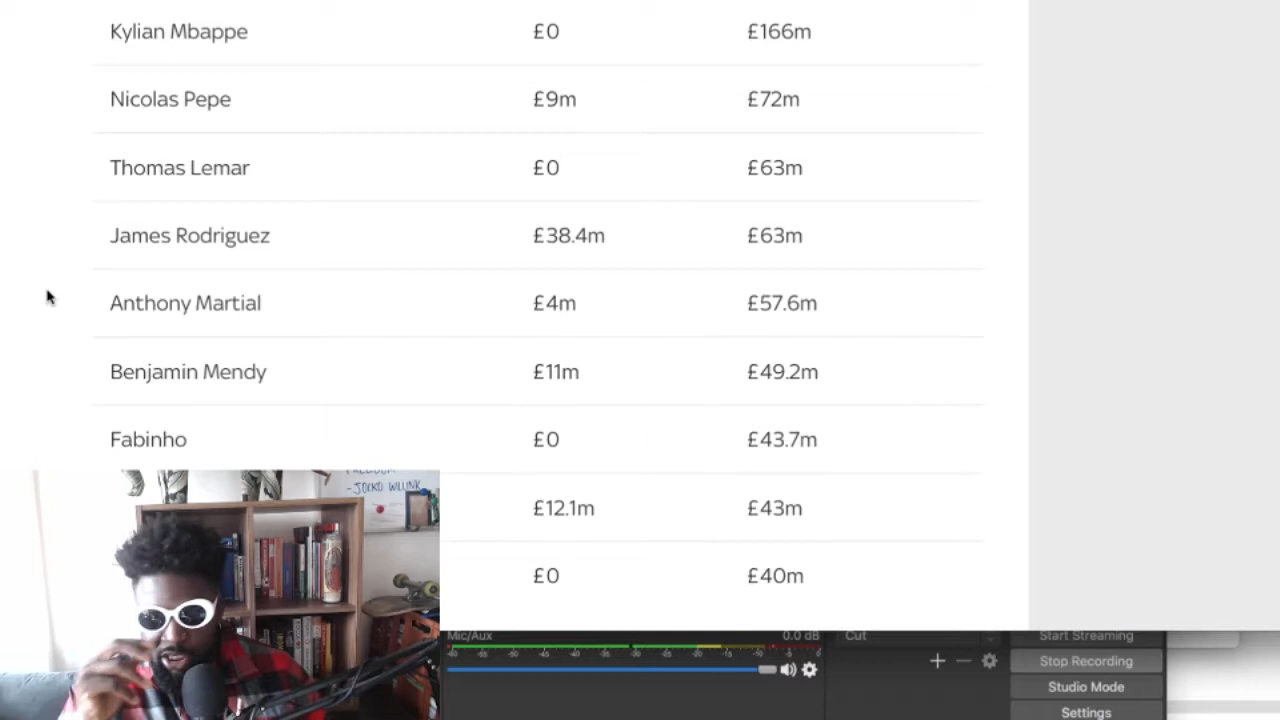 Kylian Mbappe £0 £166m
Nicolas Pepe £9m £72m
Thomas Lemar £0 £63m
James Rodriguez £38.4m £63m
Anthony Martial £4m £57.6m
Benjamin Mendy £11m £49.2m
Fabinho £0 £43.7m
-JOCKO WILLINK
£12.1m £43m
£0 £40m
Mic/Aux 0.0 dB Cut Start Streaming
Stop Recording
Studio Mode
Settings